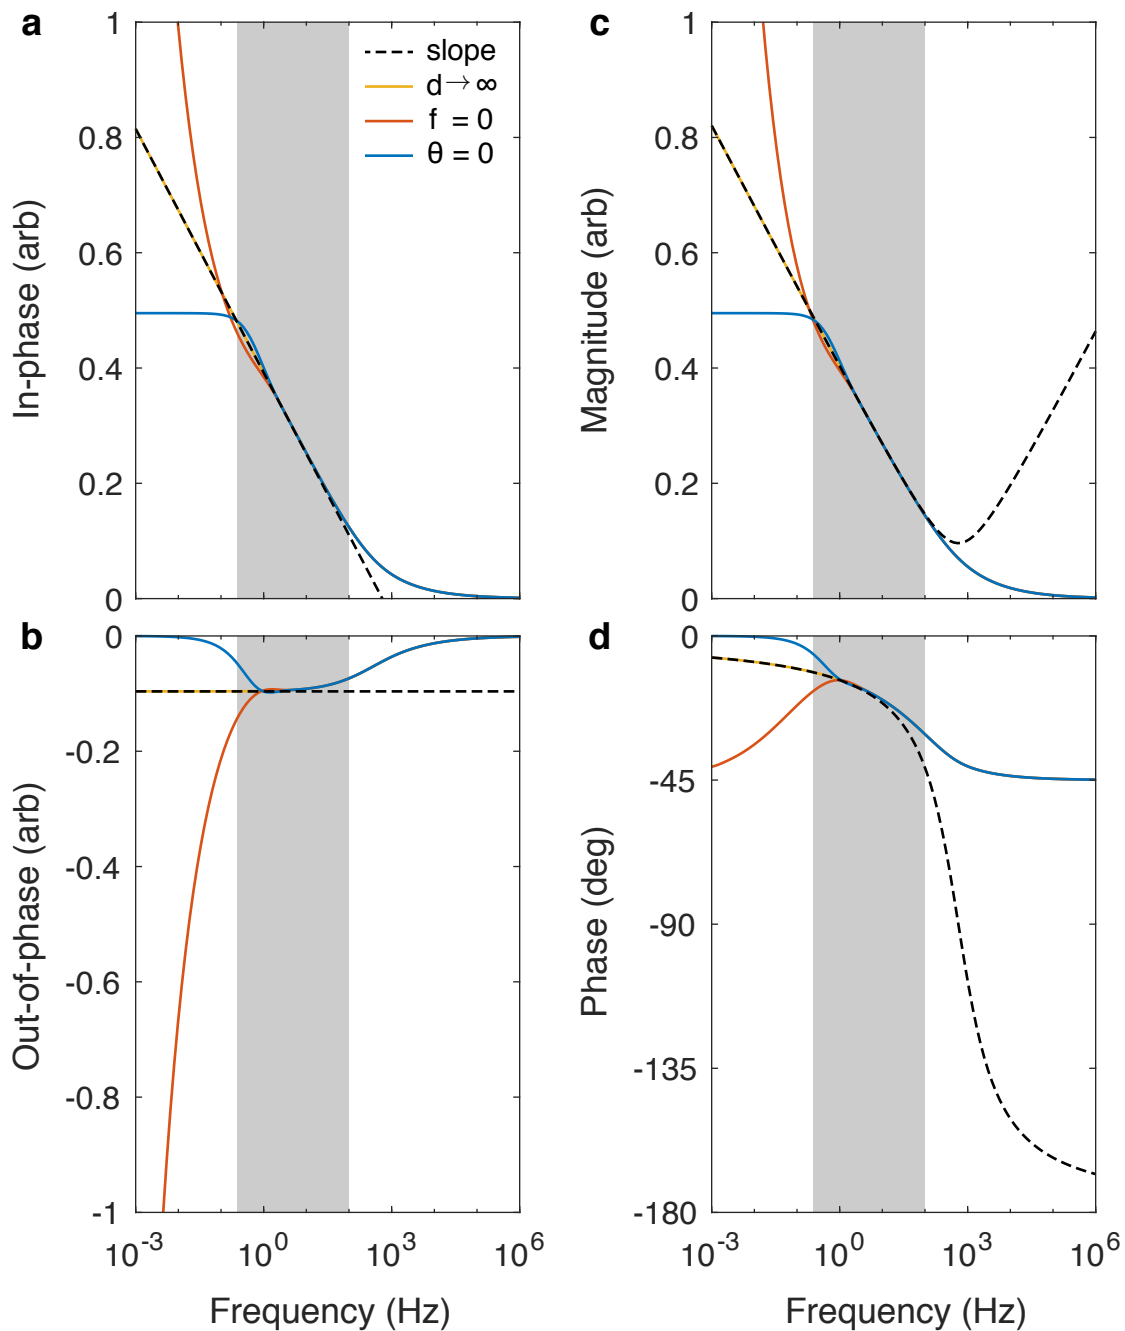 a
In-phase (arb)
1
0.8
0.6
0.4
0.2
0
slope
d→∞
f = 0
θ = 0
c
Magnitude (arb)
1
0.8
0.6
0.4
0.2
0
b
Out-of-phase (arb)
0
-0.2
-0.4
-0.6
-0.8
-1
10^-3 10^0 10^3 10^6
Frequency (Hz)
d
Phase (deg)
0
-45
-90
-135
-180
10^-3 10^0 10^3 10^6
Frequency (Hz)